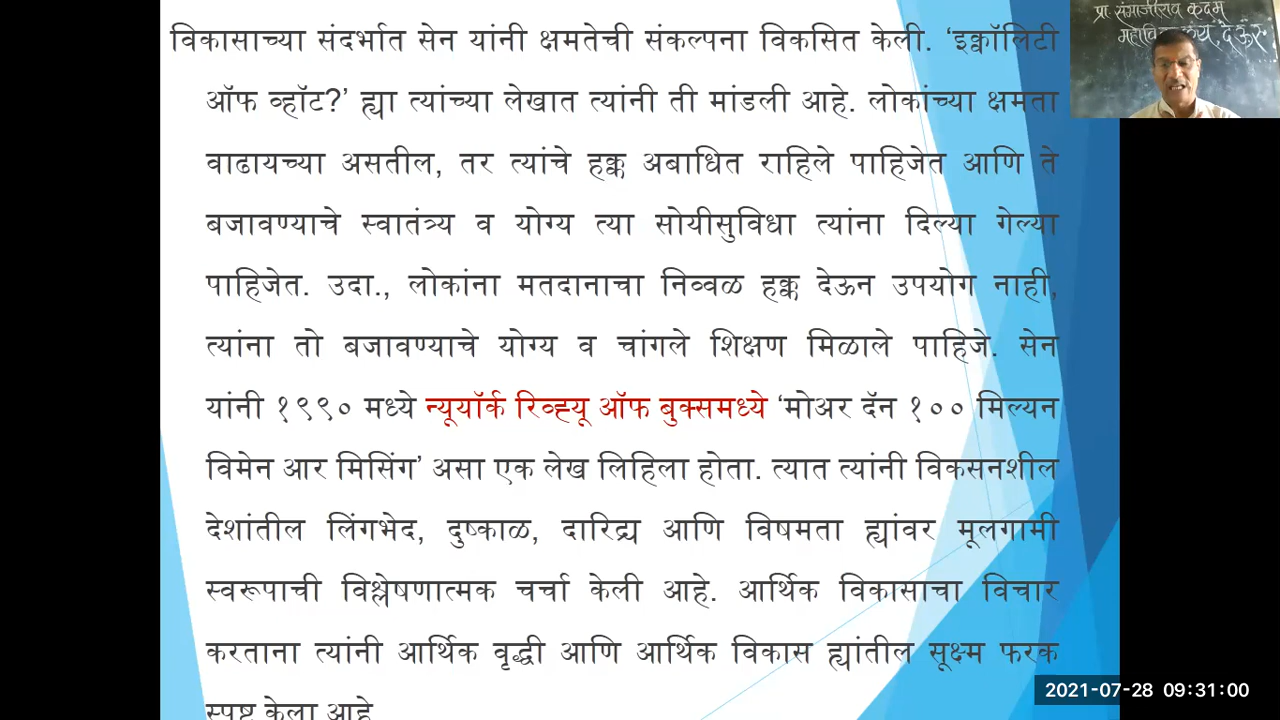 प्रा. संभाजीराव कदम
महाविद्यालय, देऊर
विकासाच्या संदर्भात सेन यांनी क्षमतेची संकल्पना विकसित केली. ‘इक्वॉलिटी
ऑफ व्हॉट?’ ह्या त्यांच्या लेखात त्यांनी ती मांडली आहे. लोकांच्या क्षमता
वाढायच्या असतील, तर त्यांचे हक्क अबाधित राहिले पाहिजेत आणि ते
बजावण्याचे स्वातंत्र्य व योग्य त्या सोयीसुविधा त्यांना दिल्या गेल्या
पाहिजेत. उदा., लोकांना मतदानाचा निव्वळ हक्क देऊन उपयोग नाही,
त्यांना तो बजावण्याचे योग्य व चांगले शिक्षण मिळाले पाहिजे. सेन
यांनी १९९० मध्ये न्यूयॉर्क रिव्ह्यू ऑफ बुक्समध्ये ‘मोअर दॅन १०० मिल्यन
विमेन आर मिसिंग’ असा एक लेख लिहिला होता. त्यात त्यांनी विकसनशील
देशांतील लिंगभेद, दुष्काळ, दारिद्य्र आणि विषमता ह्यांवर मूलगामी
स्वरूपाची विश्लेषणात्मक चर्चा केली आहे. आर्थिक विकासाचा विचार
करताना त्यांनी आर्थिक वृद्धी आणि आर्थिक विकास ह्यांतील सूक्ष्म फरक
स्पष्ट केला आहे
2021-07-28 09:31:00